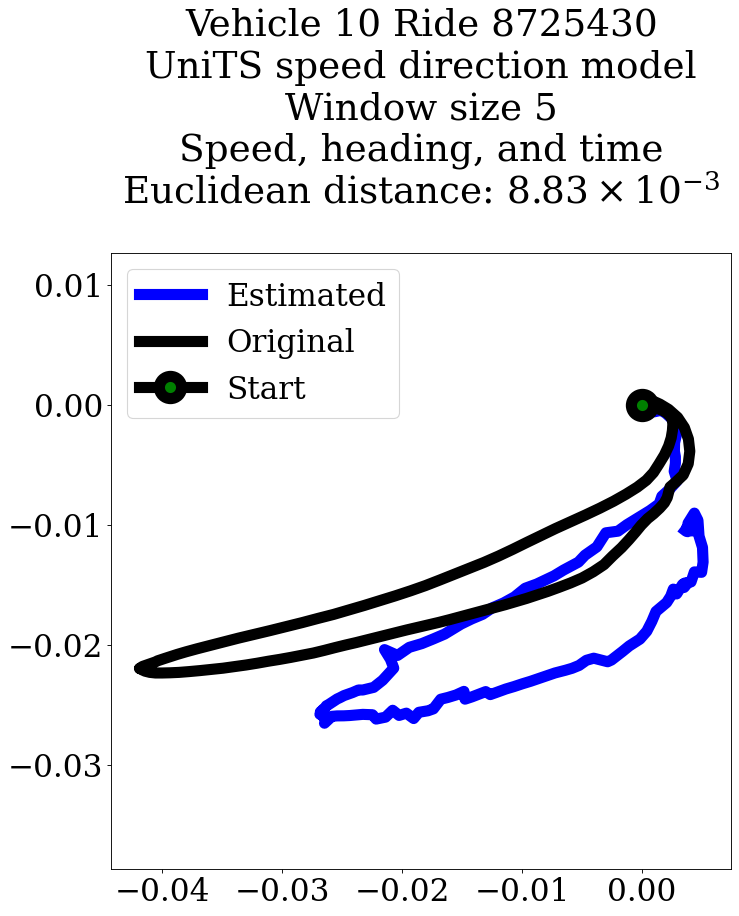 Vehicle 10 Ride 8725430
UniTS speed direction model
Window size 5
Speed, heading, and time
Euclidean distance: 8.83 × 10⁻³
0.01
0.00
−0.01
−0.02
−0.03
Estimated
Original
Start
−0.04 −0.03 −0.02 −0.01 0.00